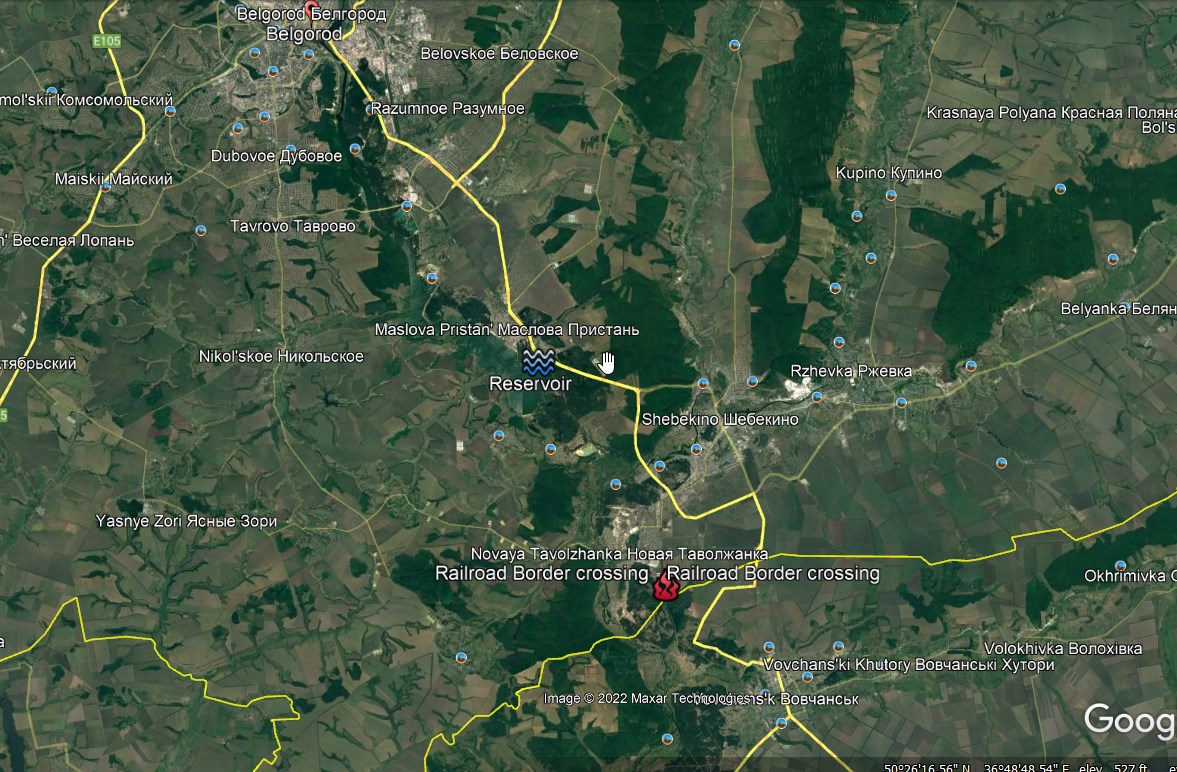 Belgorod Белгород
Belgorod
E105
Belovskoe Беловское
mol'skii Комсомольский
Razumnoe Разумное
Krasnaya Polyana Красная Поляна
Bol's
Dubovoe Дубовое
Maiskii Майский
Kupino Купино
Tavrovo Таврово
n' Веселая Лопань
Belyanka Белян
Maslova Pristan' Маслова Пристань
Nikol'skoe Никольское
ктябрьский
Rzhevka Ржевка
Reservoir
5
Shebekino Шебекино
Yasnye Zori Ясные Зори
Novaya Tavolzhanka Новая Таволжанка
Railroad Border crossing
Railroad Border crossing
Okhrimivka О
a
Volokhivka Волохівка
Vovchans'ki Khutory Вовчанські Хутори
Image © 2022 Maxar Technologies
Вовчанськ
Goog
50°26'16.56" N 36°48'48.54" E elev 527 ft